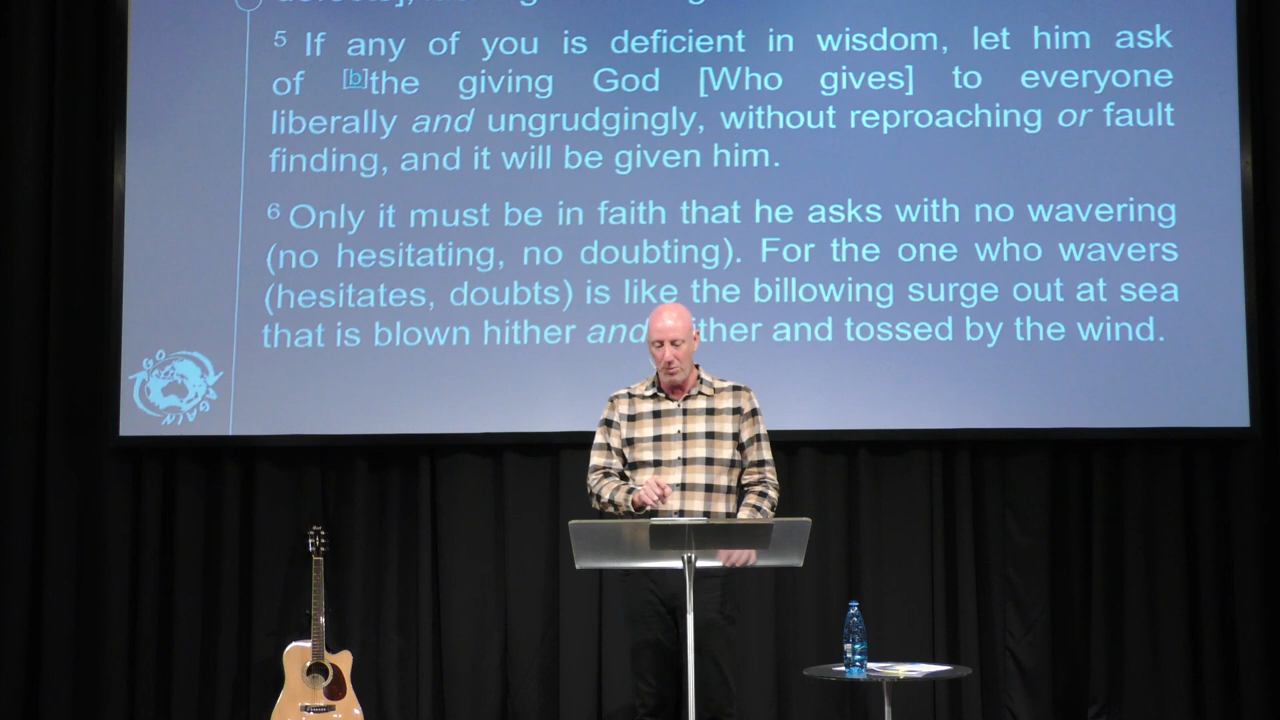 5 If any of you is deficient in wisdom, let him ask
of [b]the giving God [Who gives] to everyone
liberally and ungrudgingly, without reproaching or fault
finding, and it will be given him.
6 Only it must be in faith that he asks with no wavering
(no hesitating, no doubting). For the one who wavers
(hesitates, doubts) is like the billowing surge out at sea
that is blown hither and ither and tossed by the wind.
GO
AGAIN